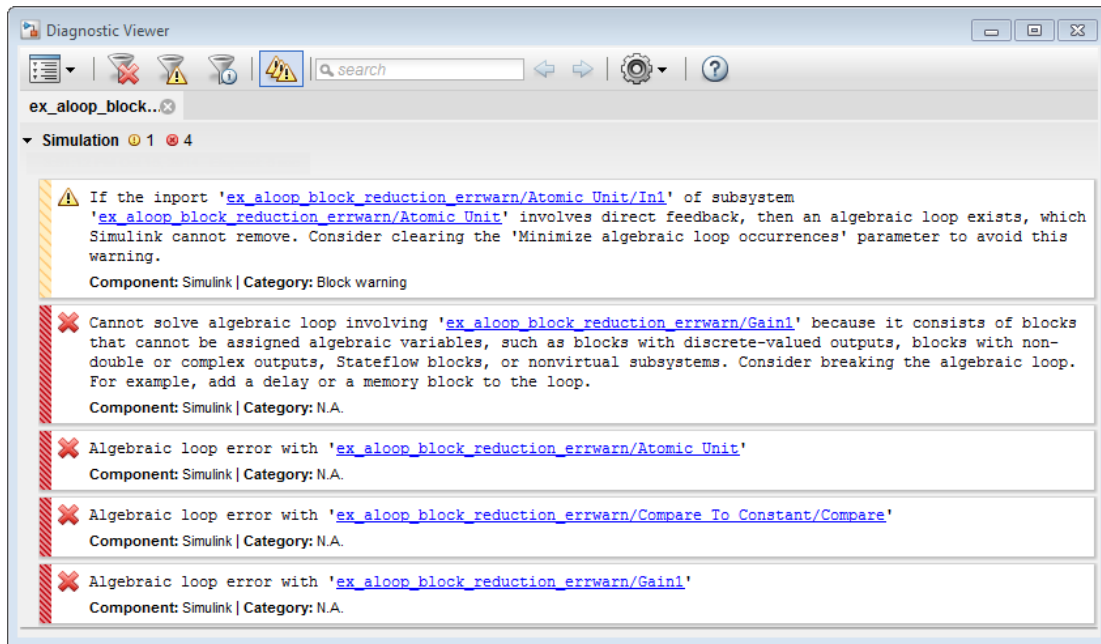 Diagnostic Viewer
search
ex_aloop_block...
Simulation 1 4
If the inport 'ex_aloop_block_reduction_errwarn/Atomic Unit/In1' of subsystem
'ex_aloop_block_reduction_errwarn/Atomic Unit' involves direct feedback, then an algebraic loop exists, which
Simulink cannot remove. Consider clearing the 'Minimize algebraic loop occurrences' parameter to avoid this
warning.
Component: Simulink | Category: Block warning
Cannot solve algebraic loop involving 'ex_aloop_block_reduction_errwarn/Gain1' because it consists of blocks
that cannot be assigned algebraic variables, such as blocks with discrete-valued outputs, blocks with non-
double or complex outputs, Stateflow blocks, or nonvirtual subsystems. Consider breaking the algebraic loop.
For example, add a delay or a memory block to the loop.
Component: Simulink | Category: N.A.
Algebraic loop error with 'ex_aloop_block_reduction_errwarn/Atomic Unit'
Component: Simulink | Category: N.A.
Algebraic loop error with 'ex_aloop_block_reduction_errwarn/Compare To Constant/Compare'
Component: Simulink | Category: N.A.
Algebraic loop error with 'ex_aloop_block_reduction_errwarn/Gain1'
Component: Simulink | Category: N.A.